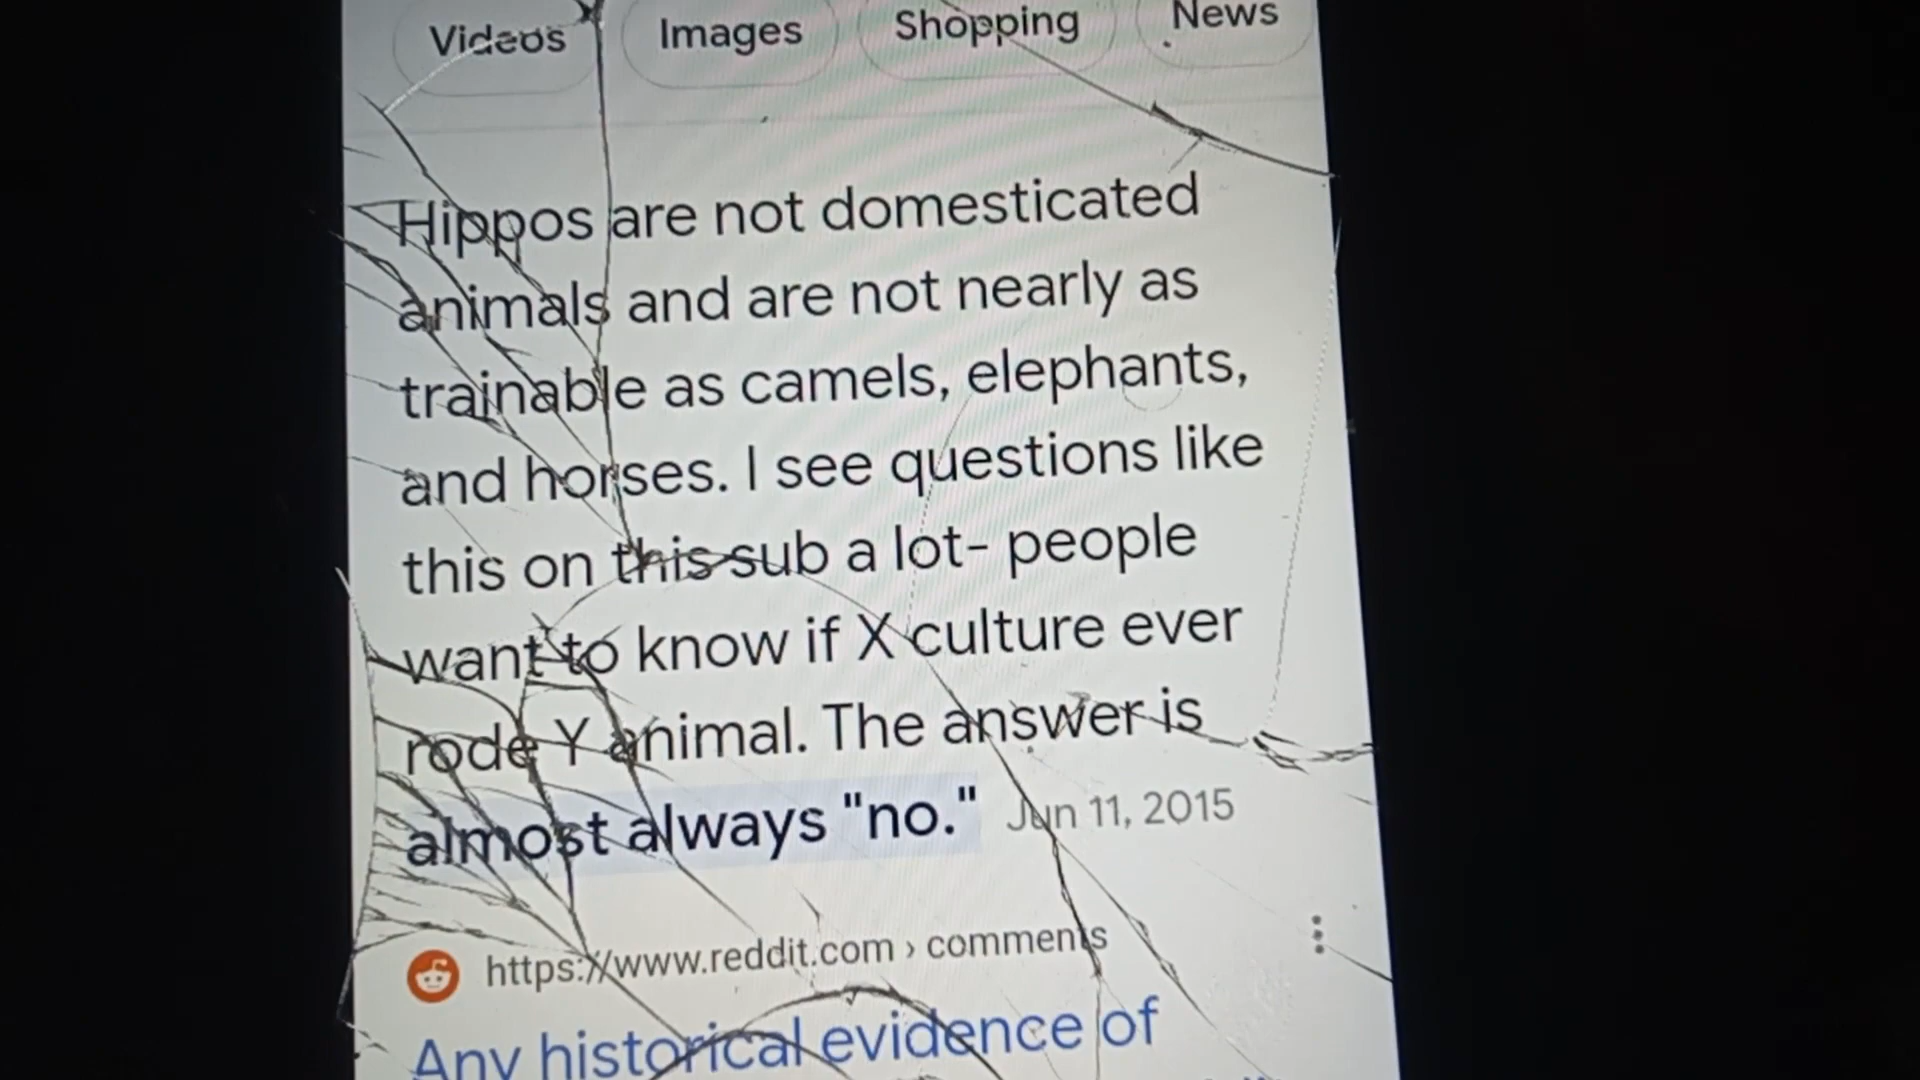 Videos Images Shopping News
Hippos are not domesticated
animals and are not nearly as
trainable as camels, elephants,
and horses. I see questions like
this on this sub a lot- people
want to know if X culture ever
rode Y animal. The answer is
almost always "no." Jun 11, 2015
https://www.reddit.com › comments
Any historical evidence of